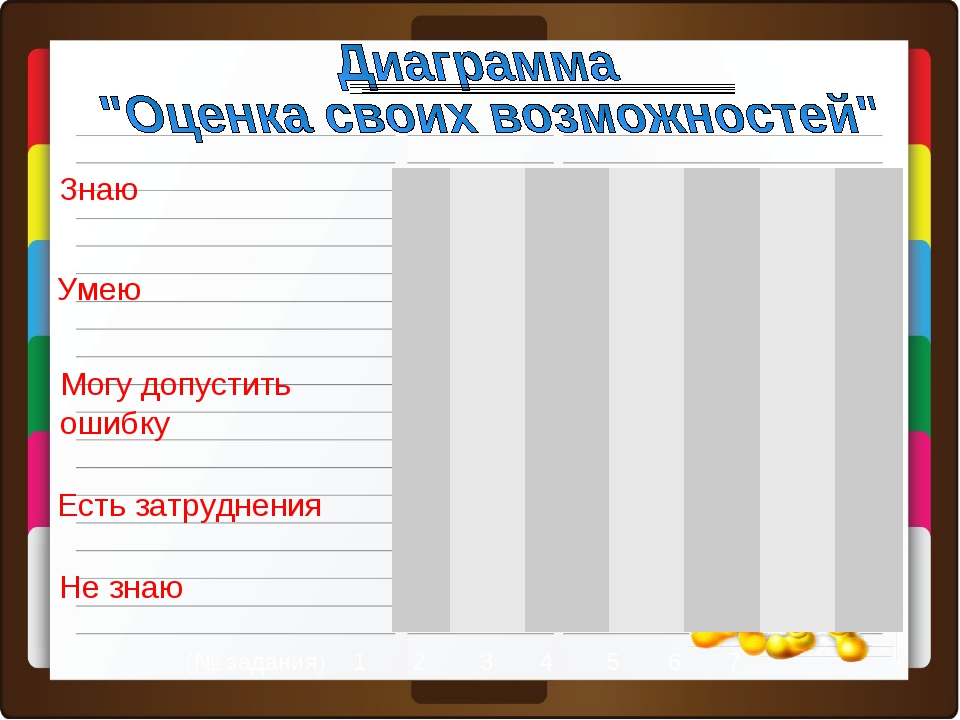 Диаграмма
"Оценка своих возможностей"
Знаю
Умею
Могу допустить
ошибку
Есть затруднения
Не знаю
(№ задания) 1 2 3 4 5 6 7